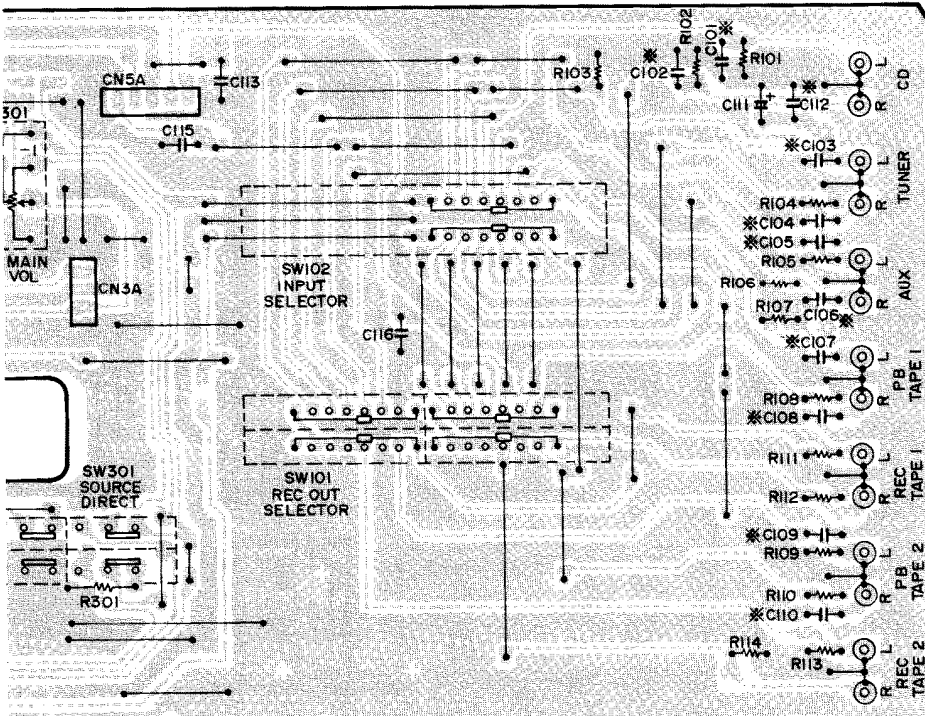 CN5A
C113
R103
C102 ※
R102
C101 ※
R101
C111 +
※ C112
L
R
CD
301
C115
※ C103
L
R
TUNER
R104
※ C104
※ C105
R105
MAIN
VOL
CN3A
SW102
INPUT
SELECTOR
R106
L
R
AUX
R107
C106 ※
C116
※ C107
L
R
PB
TAPE 1
R108
※ C108
SW101
REC OUT
SELECTOR
R111
L
R
REC
TAPE 1
R112
SW301
SOURCE
DIRECT
※ C109
R109
L
R
PB
TAPE 2
R110
※ C110
R301
R114
R113
L
R
REC
TAPE 2